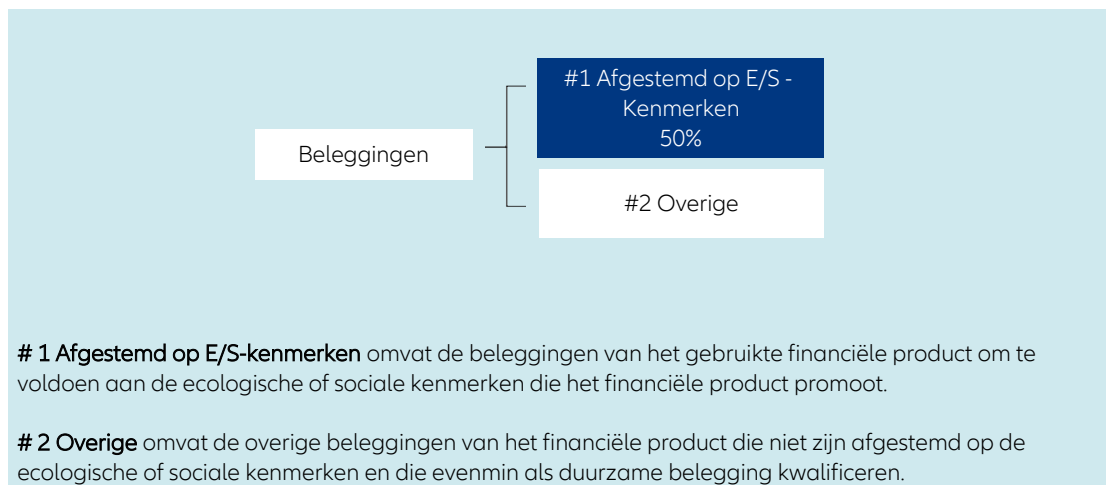 #1 Afgestemd op E/S -
Kenmerken
50%
Beleggingen
#2 Overige
# 1 Afgestemd op E/S-kenmerken omvat de beleggingen van het gebruikte financiële product om te
voldoen aan de ecologische of sociale kenmerken die het financiële product promoot.
# 2 Overige omvat de overige beleggingen van het financiële product die niet zijn afgestemd op de
ecologische of sociale kenmerken en die evenmin als duurzame belegging kwalificeren.